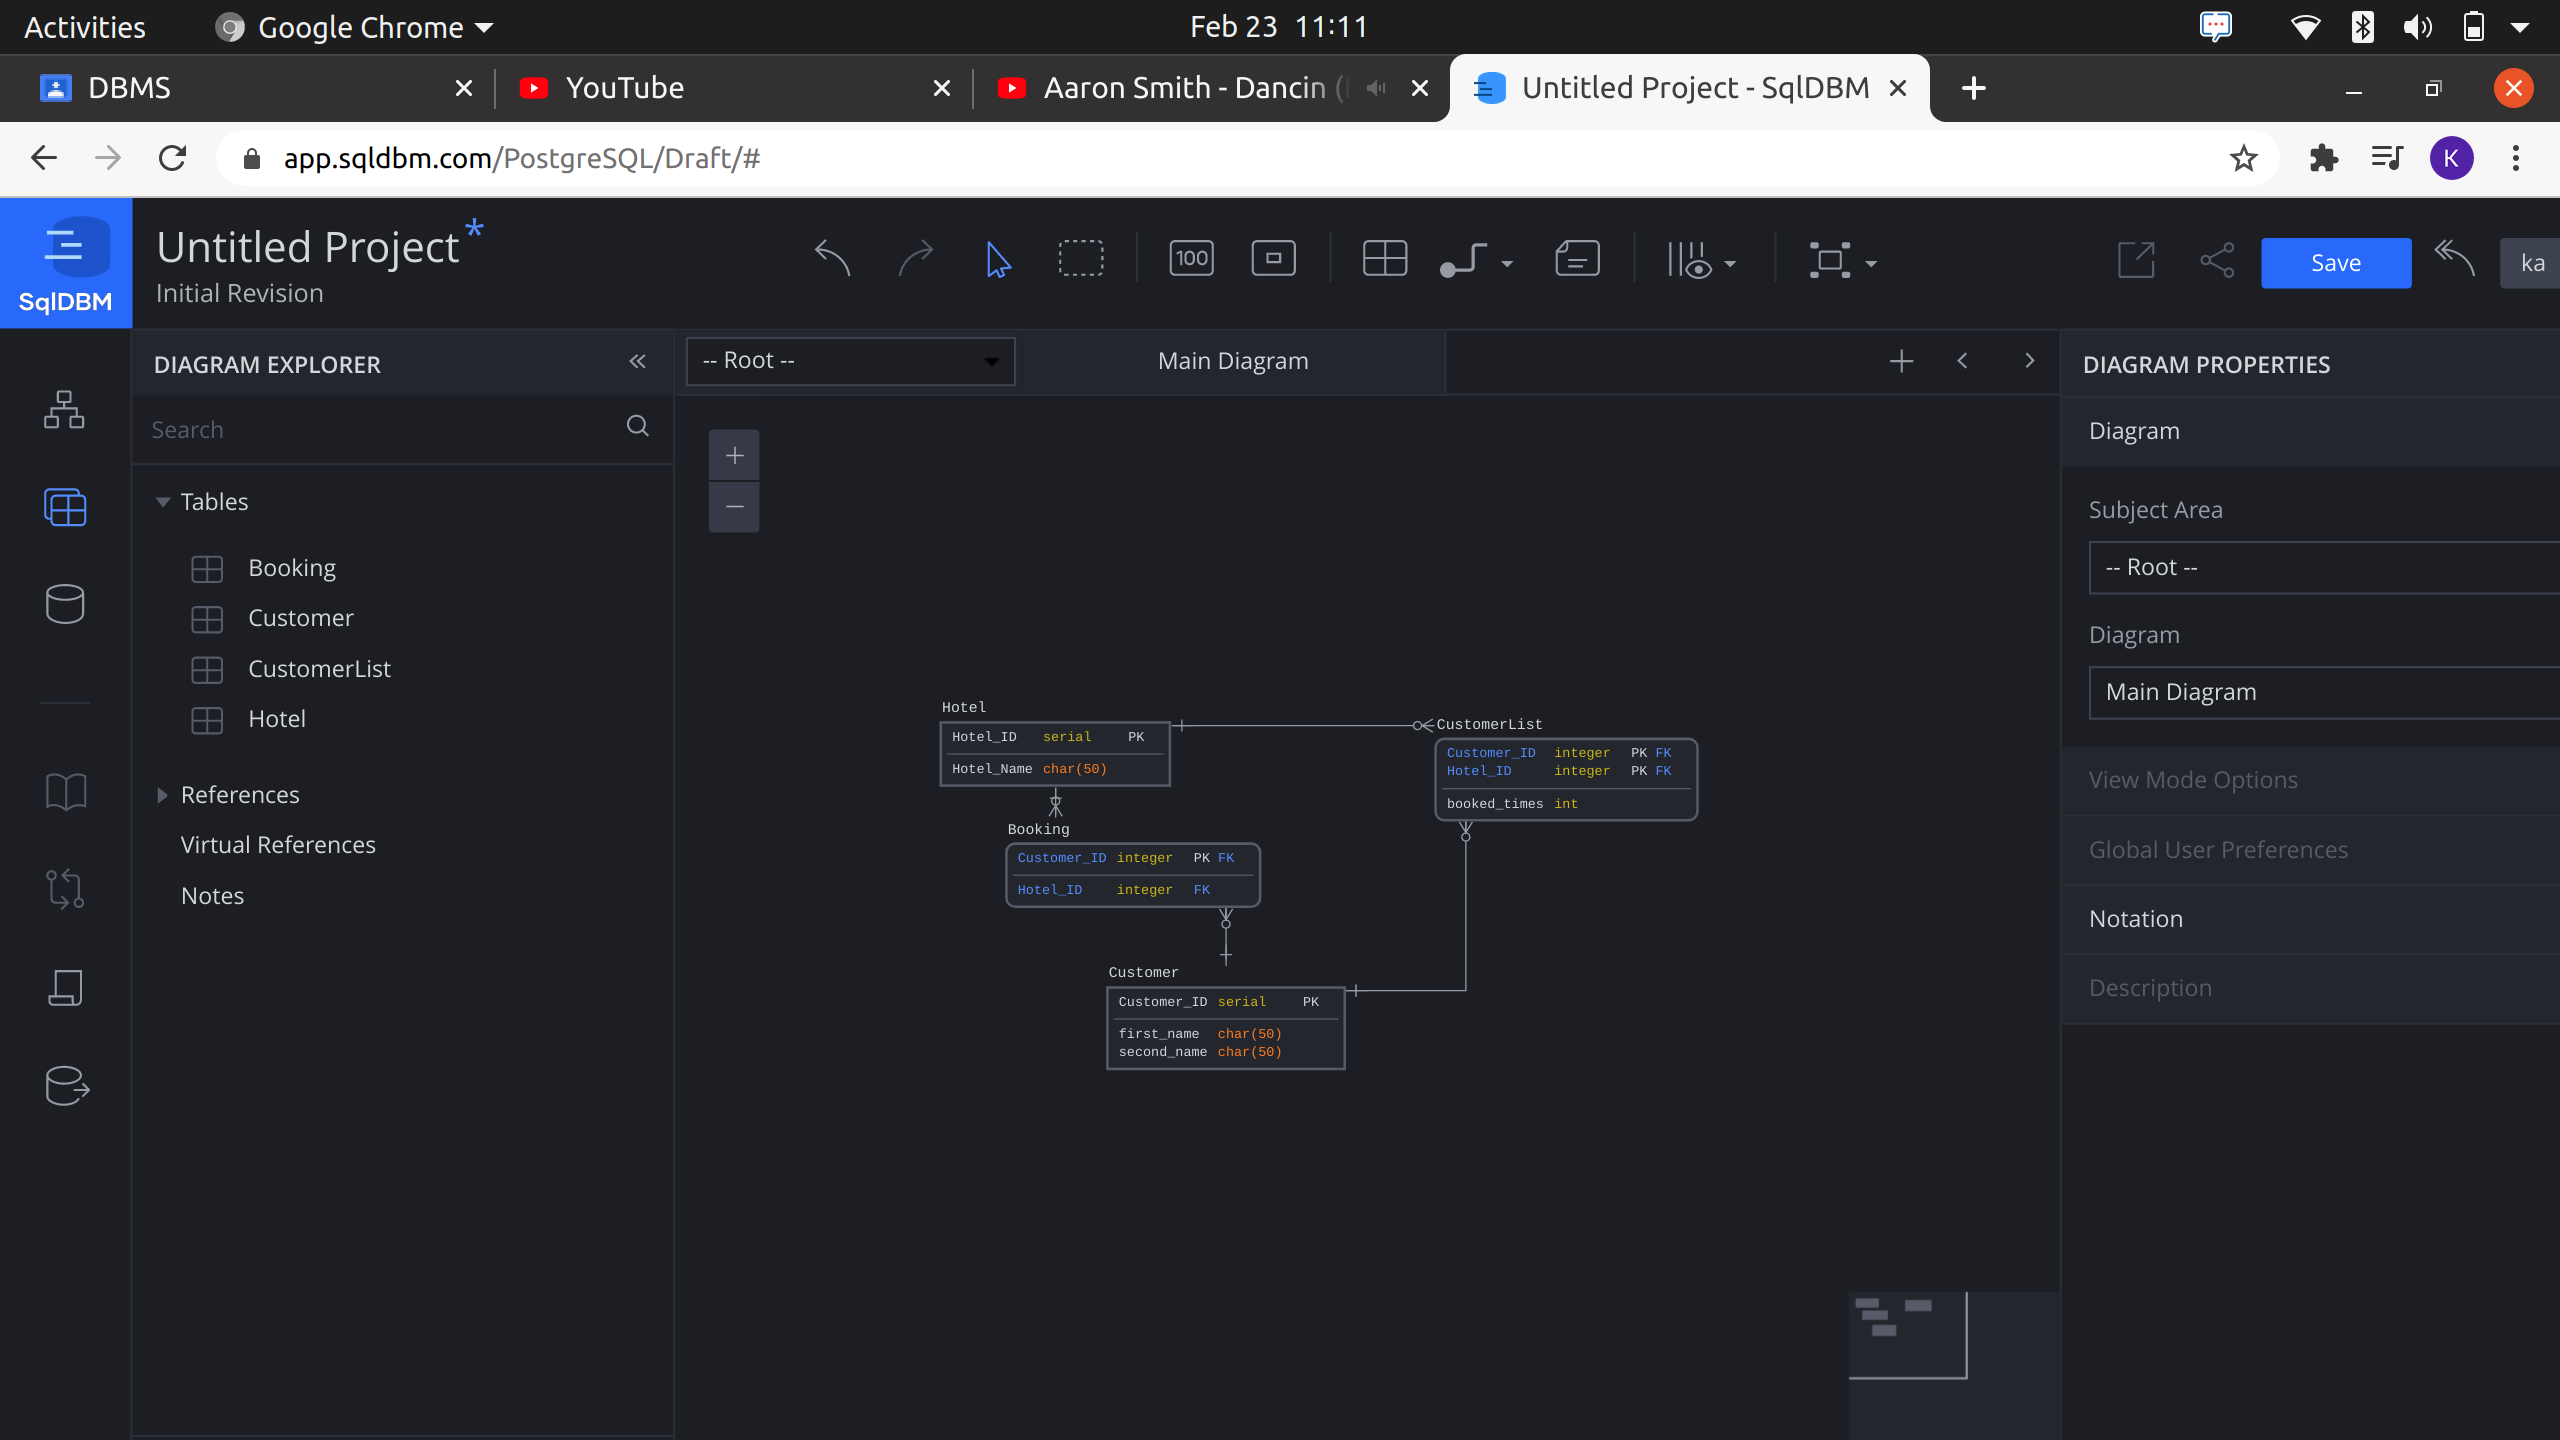 Activities
Google Chrome
Feb 23 11:11
DBMS
YouTube
Aaron Smith - Dancin (
Untitled Project - SqlDBM
app.sqldbm.com/PostgreSQL/Draft/#
K
SqlDBM
Untitled Project*
Initial Revision
100
Save
ka
DIAGRAM EXPLORER
Search
Tables
Booking
Customer
CustomerList
Hotel
References
Virtual References
Notes
-- Root --
Main Diagram
Hotel
Hotel_ID serial PK
Hotel_Name char(50)
CustomerList
Customer_ID integer PK FK
Hotel_ID integer PK FK
booked_times int
Booking
Customer_ID integer PK FK
Hotel_ID integer FK
Customer
Customer_ID serial PK
first_name char(50)
second_name char(50)
DIAGRAM PROPERTIES
Diagram
Subject Area
-- Root --
Diagram
Main Diagram
View Mode Options
Global User Preferences
Notation
Description